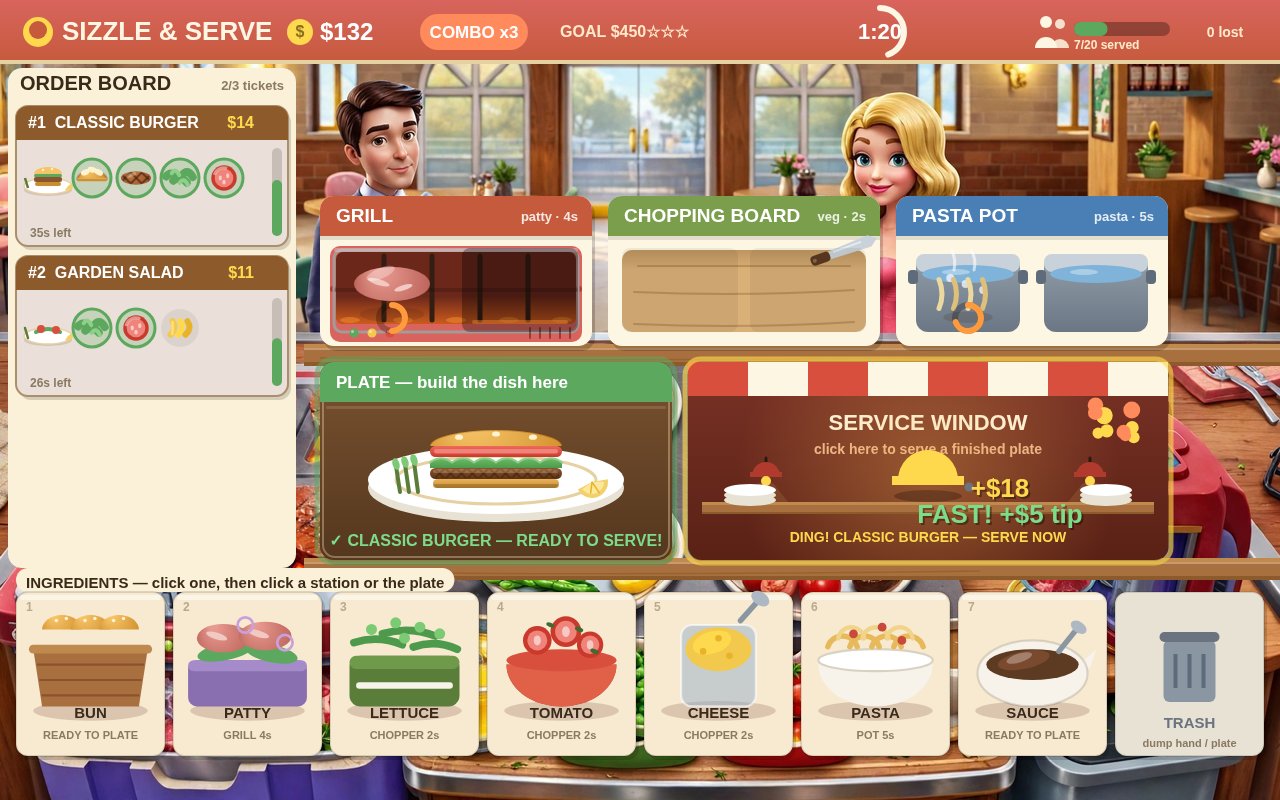 SIZZLE & SERVE $ $132 COMBO x3 GOAL $450☆☆☆ 1:20 7/20 served 0 lost
ORDER BOARD 2/3 tickets
#1 CLASSIC BURGER $14
35s left
#2 GARDEN SALAD $11
26s left
GRILL patty · 4s
CHOPPING BOARD veg · 2s
PASTA POT pasta · 5s
PLATE — build the dish here
✓ CLASSIC BURGER — READY TO SERVE!
SERVICE WINDOW
click here to serve a finished plate
+$18
FAST! +$5 tip
DING! CLASSIC BURGER — SERVE NOW
INGREDIENTS — click one, then click a station or the plate
1
BUN
READY TO PLATE
2
PATTY
GRILL 4s
3
LETTUCE
CHOPPER 2s
4
TOMATO
CHOPPER 2s
5
CHEESE
CHOPPER 2s
6
PASTA
POT 5s
7
SAUCE
READY TO PLATE
TRASH
dump hand / plate